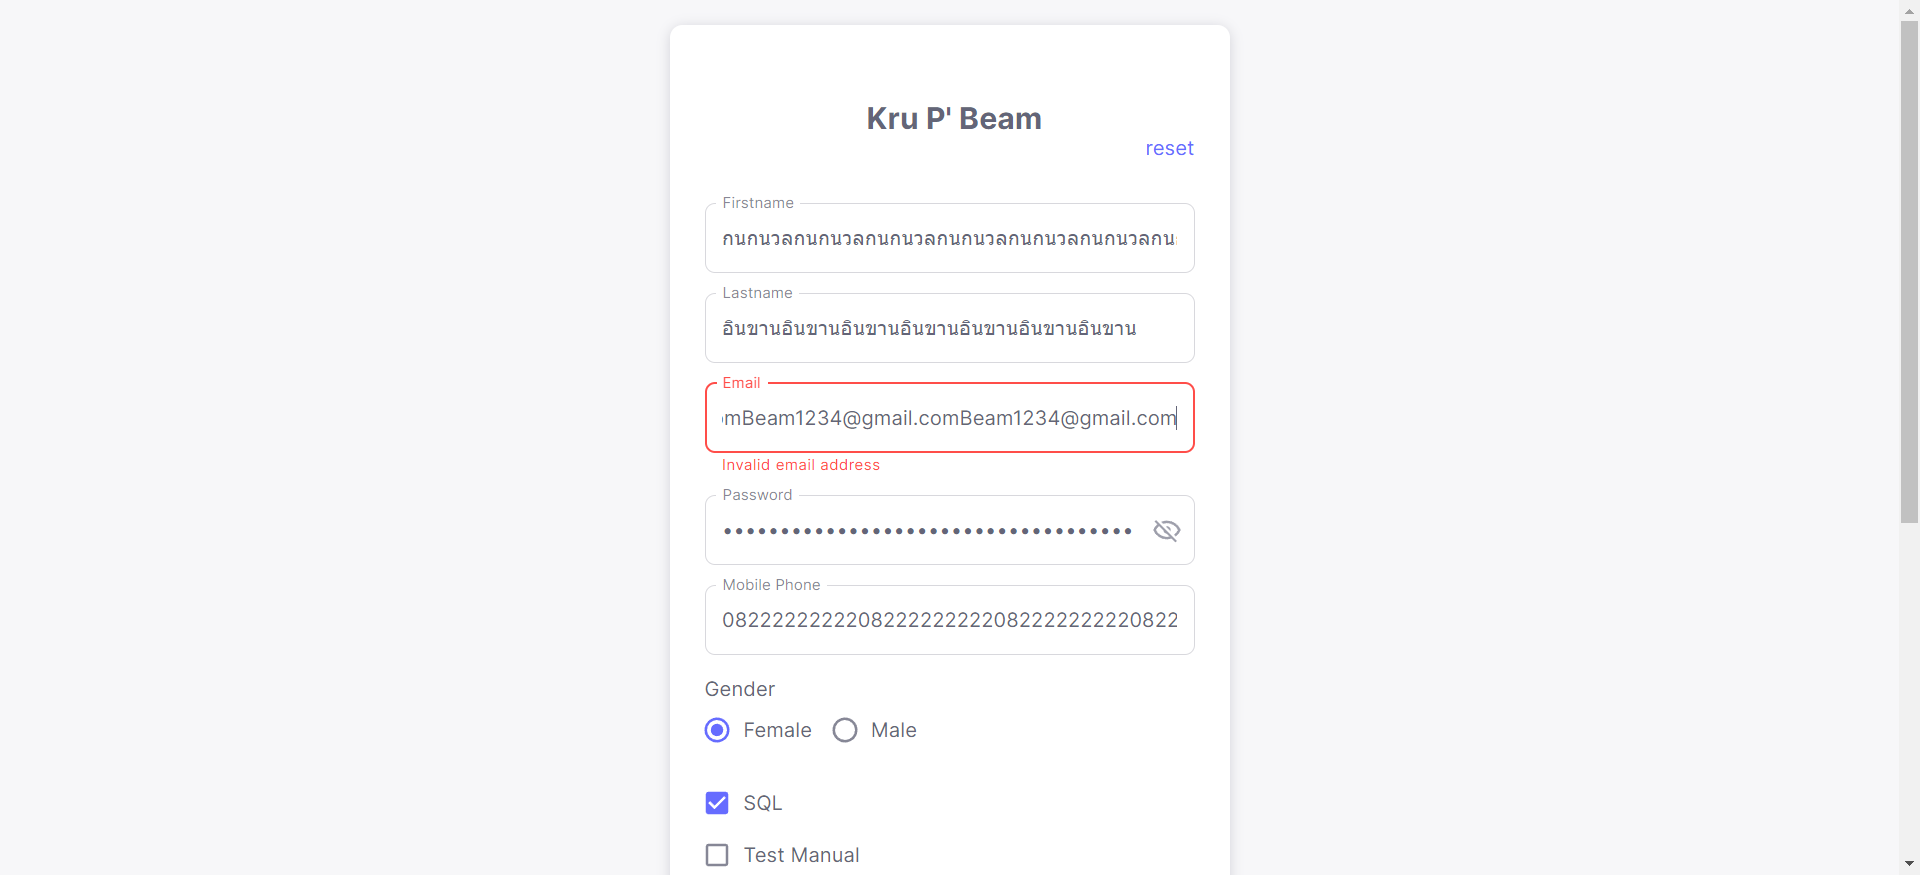 Kru P' Beam
reset
Firstname
กนกนวลกนกนวลกนกนวลกนกนวลกนกนวลกนกนวลกน
Lastname
อินขานอินขานอินขานอินขานอินขานอินขานอินขาน
Email
mBeam1234@gmail.comBeam1234@gmail.com
Invalid email address
Password
••••••••••••••••••••••••••••••••••••
Mobile Phone
0822222222208222222222082222222220822
Gender
Female Male
SQL
Test Manual